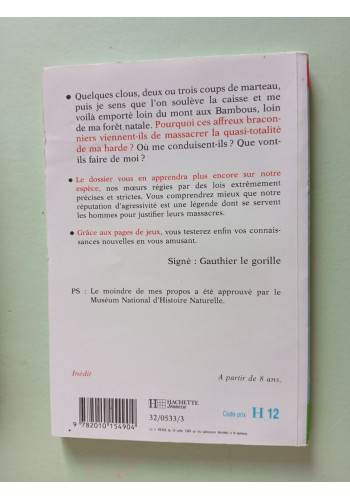 • Quelques clous, deux ou trois coups de marteau,
puis je sens que l'on soulève la caisse et me
voilà emporté loin du mont aux Bambous, loin
de ma forêt natale. Pourquoi ces affreux bracon-
niers viennent-ils de massacrer la quasi-totalité
de ma harde ? Où me conduisent-ils ? Que vont-
ils faire de moi ?
• Le dossier vous en apprendra plus encore sur notre
espèce, nos mœurs régies par des lois extrêmement
précises et strictes. Vous comprendrez mieux que notre
réputation d'agressivité est une légende dont se servent
les hommes pour justifier leurs massacres.
• Grâce aux pages de jeux, vous testerez enfin vos connais-
sances nouvelles en vous amusant.
Signé : Gauthier le gorille
PS : Le moindre de mes propos a été approuvé par le
Muséum National d'Histoire Naturelle.
Inédit
A partir de 8 ans.
H HACHETTE
Jeunesse
32/0533/3
Code prix H 12
9 782010 154904